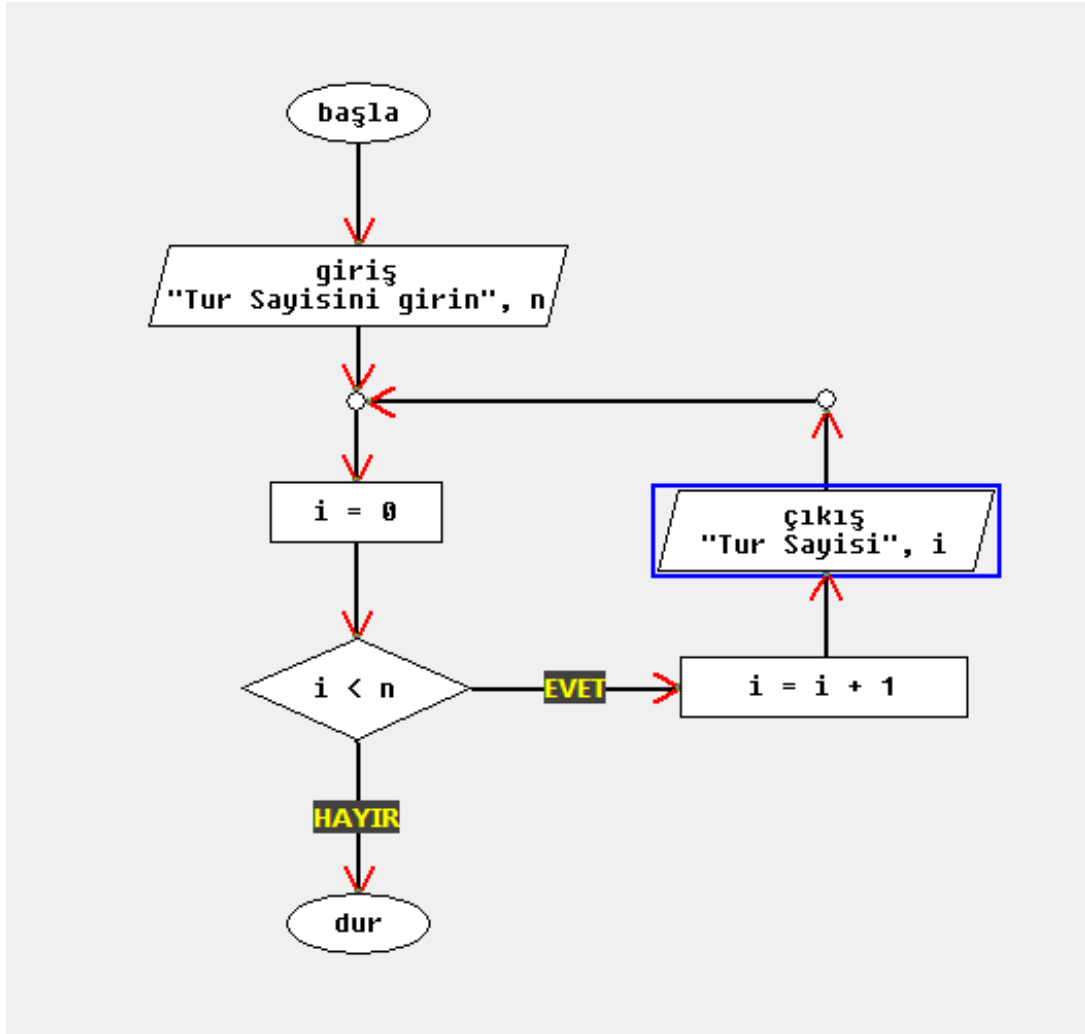 başla
giriş
"Tur Sayisini girin", n
i = 0
çıkış
"Tur Sayisi", i
i < n
EVET
i = i + 1
HAYIR
dur